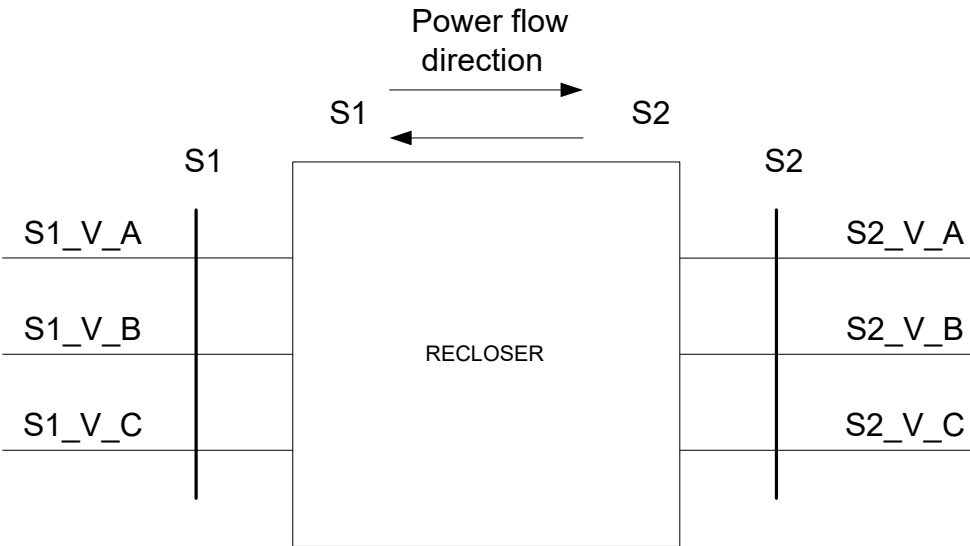 Power flow
direction
S1
S2
S1
S2
S1_V_A
S2_V_A
S1_V_B
S2_V_B
RECLOSER
S1_V_C
S2_V_C